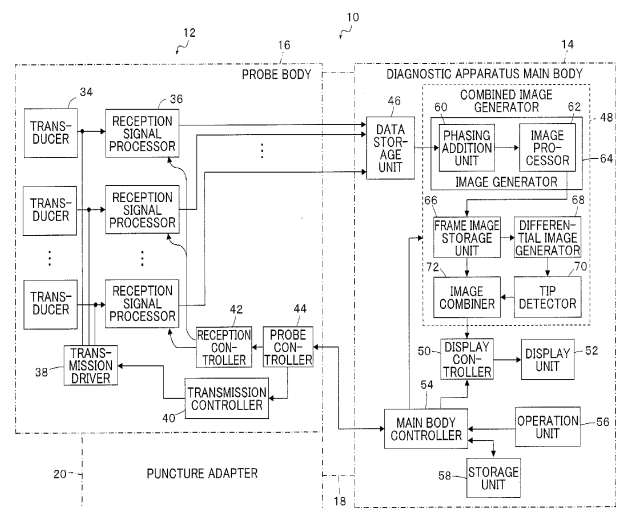 10
12
16
14
PROBE BODY
DIAGNOSTIC APPARATUS MAIN BODY
34
36
46
COMBINED IMAGE
GENERATOR
60
62
48
TRANS-
DUCER
RECEPTION
SIGNAL
PROCESSOR
DATA
STOR-
AGE
UNIT
PHASING
ADDITION
UNIT
IMAGE
PRO-
CESSOR
64
IMAGE GENERATOR
TRANS-
DUCER
RECEPTION
SIGNAL
PROCESSOR
66
68
FRAME IMAGE
STORAGE
UNIT
DIFFEREN-
TIAL IMAGE
GENERATOR
72
70
TRANS-
DUCER
RECEPTION
SIGNAL
PROCESSOR
IMAGE
COMBINER
TIP
DETECTOR
42
44
RECEPTION
CON-
TROLLER
PROBE CON-
TROLLER
50
DISPLAY CON-
TROLLER
DISPLAY
UNIT
52
38
TRANS-
MISSION
DRIVER
TRANSMISSION
CONTROLLER
40
54
MAIN BODY
CONTROLLER
OPERATION
UNIT
56
20
PUNCTURE ADAPTER
18
58
STORAGE
UNIT